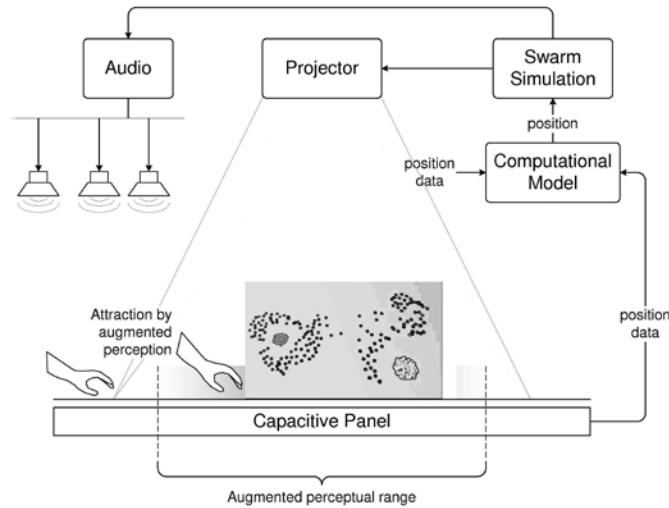 Audio
Projector
Swarm
Simulation
position
position
data
Computational
Model
Attraction by
augmented
perception
position
data
Capacitive Panel
Augmented perceptual range